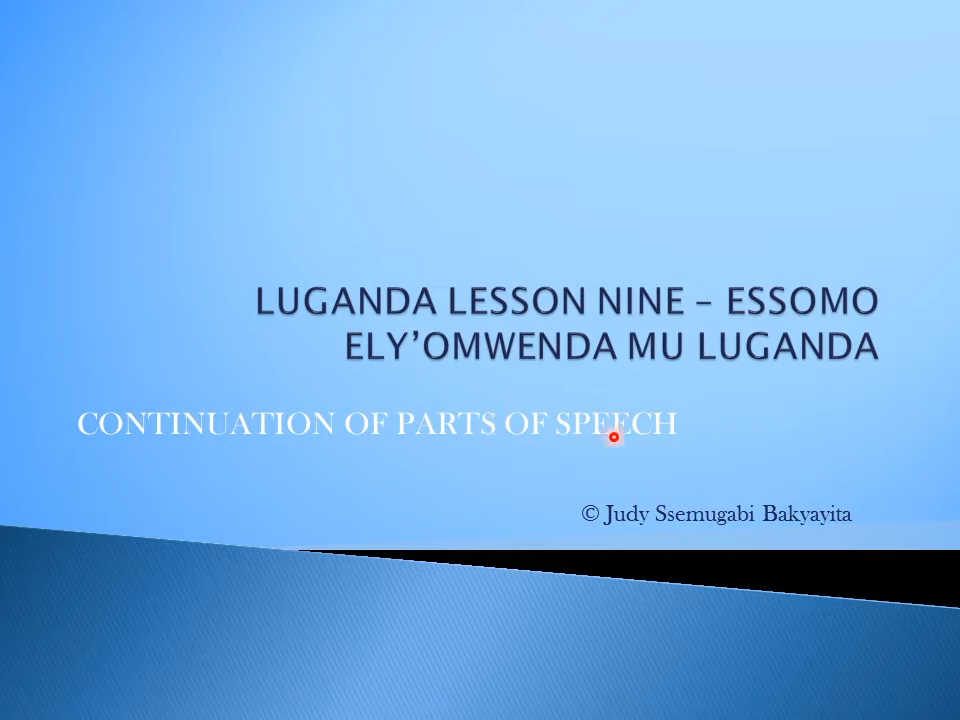 LUGANDA LESSON NINE – ESSOMO
ELY’OMWENDA MU LUGANDA
CONTINUATION OF PARTS OF SPEECH
© Judy Ssemugabi Bakyayita